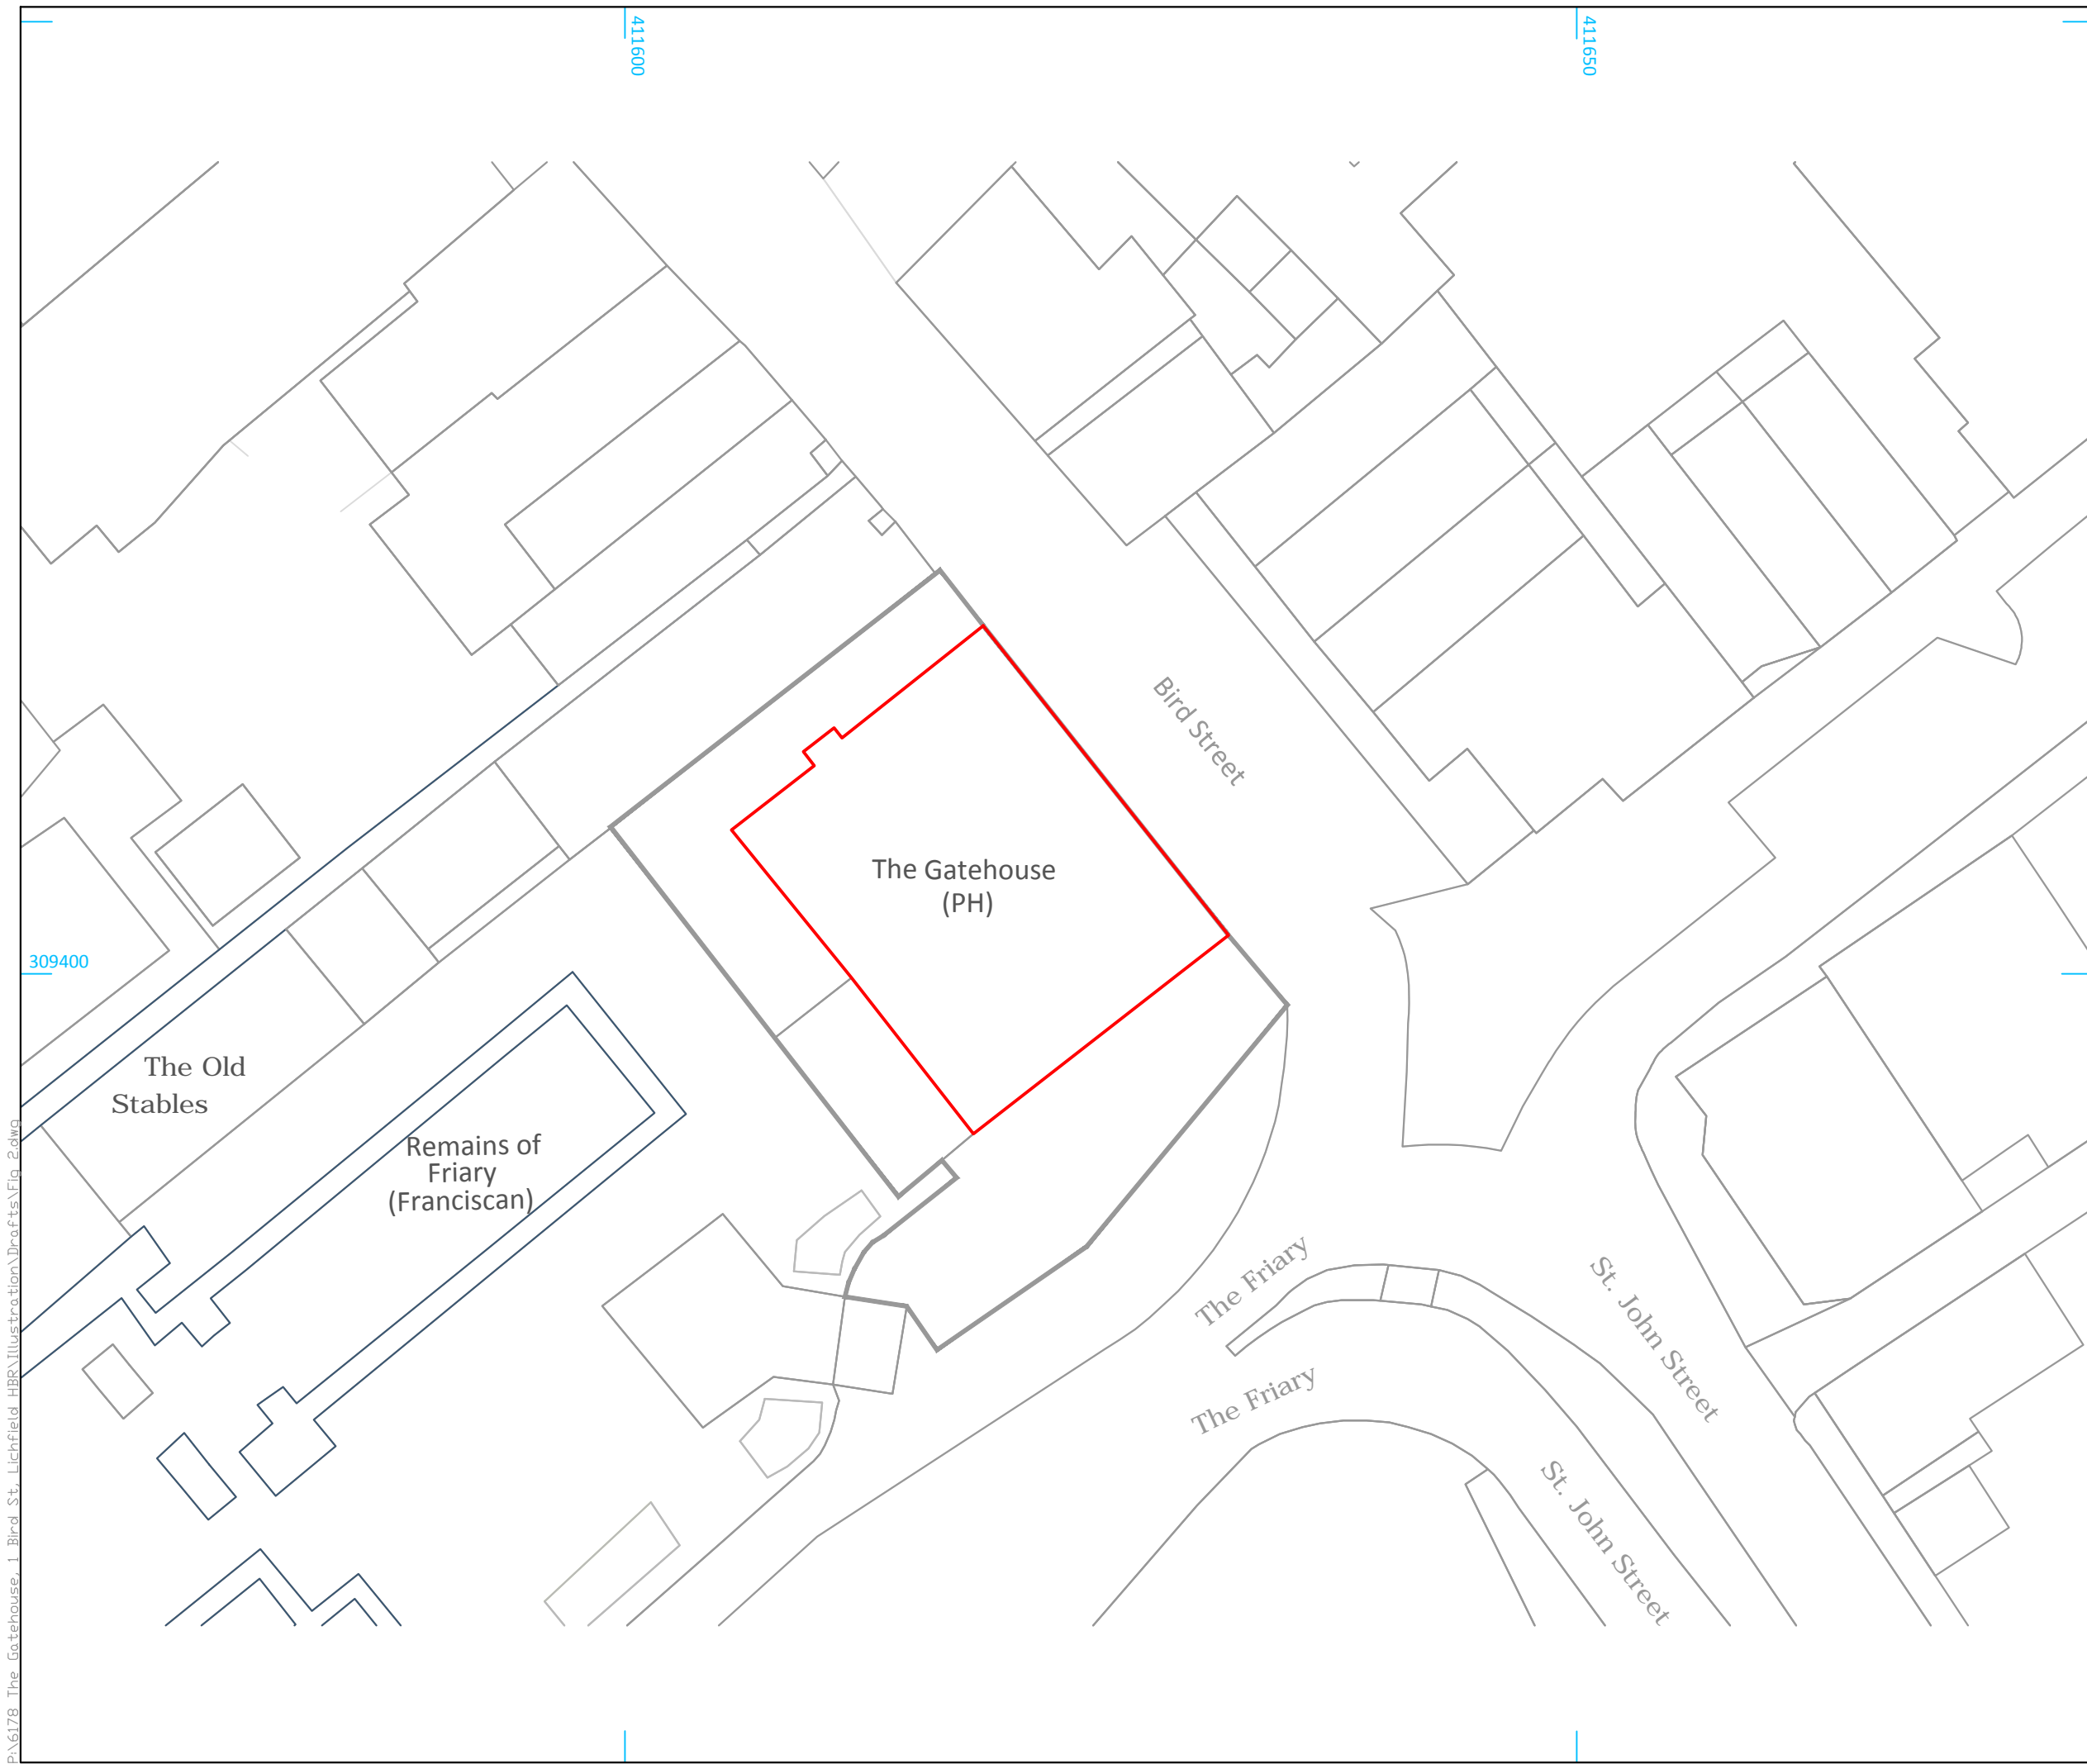 411600
411650
Bird Street
The Gatehouse
(PH)
309400
The Old
Stables
Remains of
Friary
(Franciscan)
The Friary
The Friary
St. John Street
St. John Street
P:\6178 The Gatehouse, 1 Bird St, Lichfield HBR\Illustration\Drafts\Fig 2.dwg